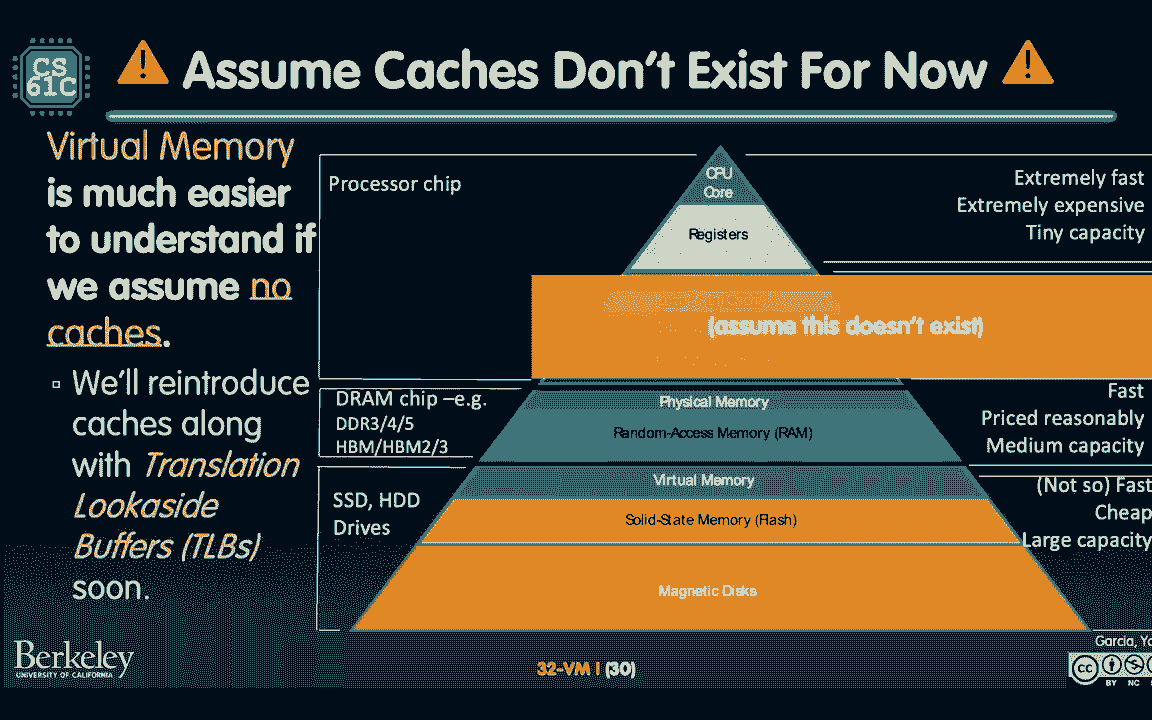 CS
61C
Assume Caches Don't Exist For Now
Virtual Memory
is much easier
to understand if
we assume no
caches.
▫ We'll reintroduce
caches along
with Translation
Lookaside
Buffers (TLBs)
soon.
Processor chip
CPU
Core
Registers
Extremely fast
Extremely expensive
Tiny capacity
(assume this doesn't exist)
DRAM chip –e.g.
DDR3/4/5
HBM/HBM2/3
Physical Memory
Random-Access Memory (RAM)
Fast
Priced reasonably
Medium capacity
SSD, HDD
Drives
Virtual Memory
Solid-State Memory (Flash)
Magnetic Disks
(Not so) Fast
Cheap
Large capacity
Berkeley
UNIVERSITY OF CALIFORNIA
32-VM I (30)
Garcia,
cc
BY NC